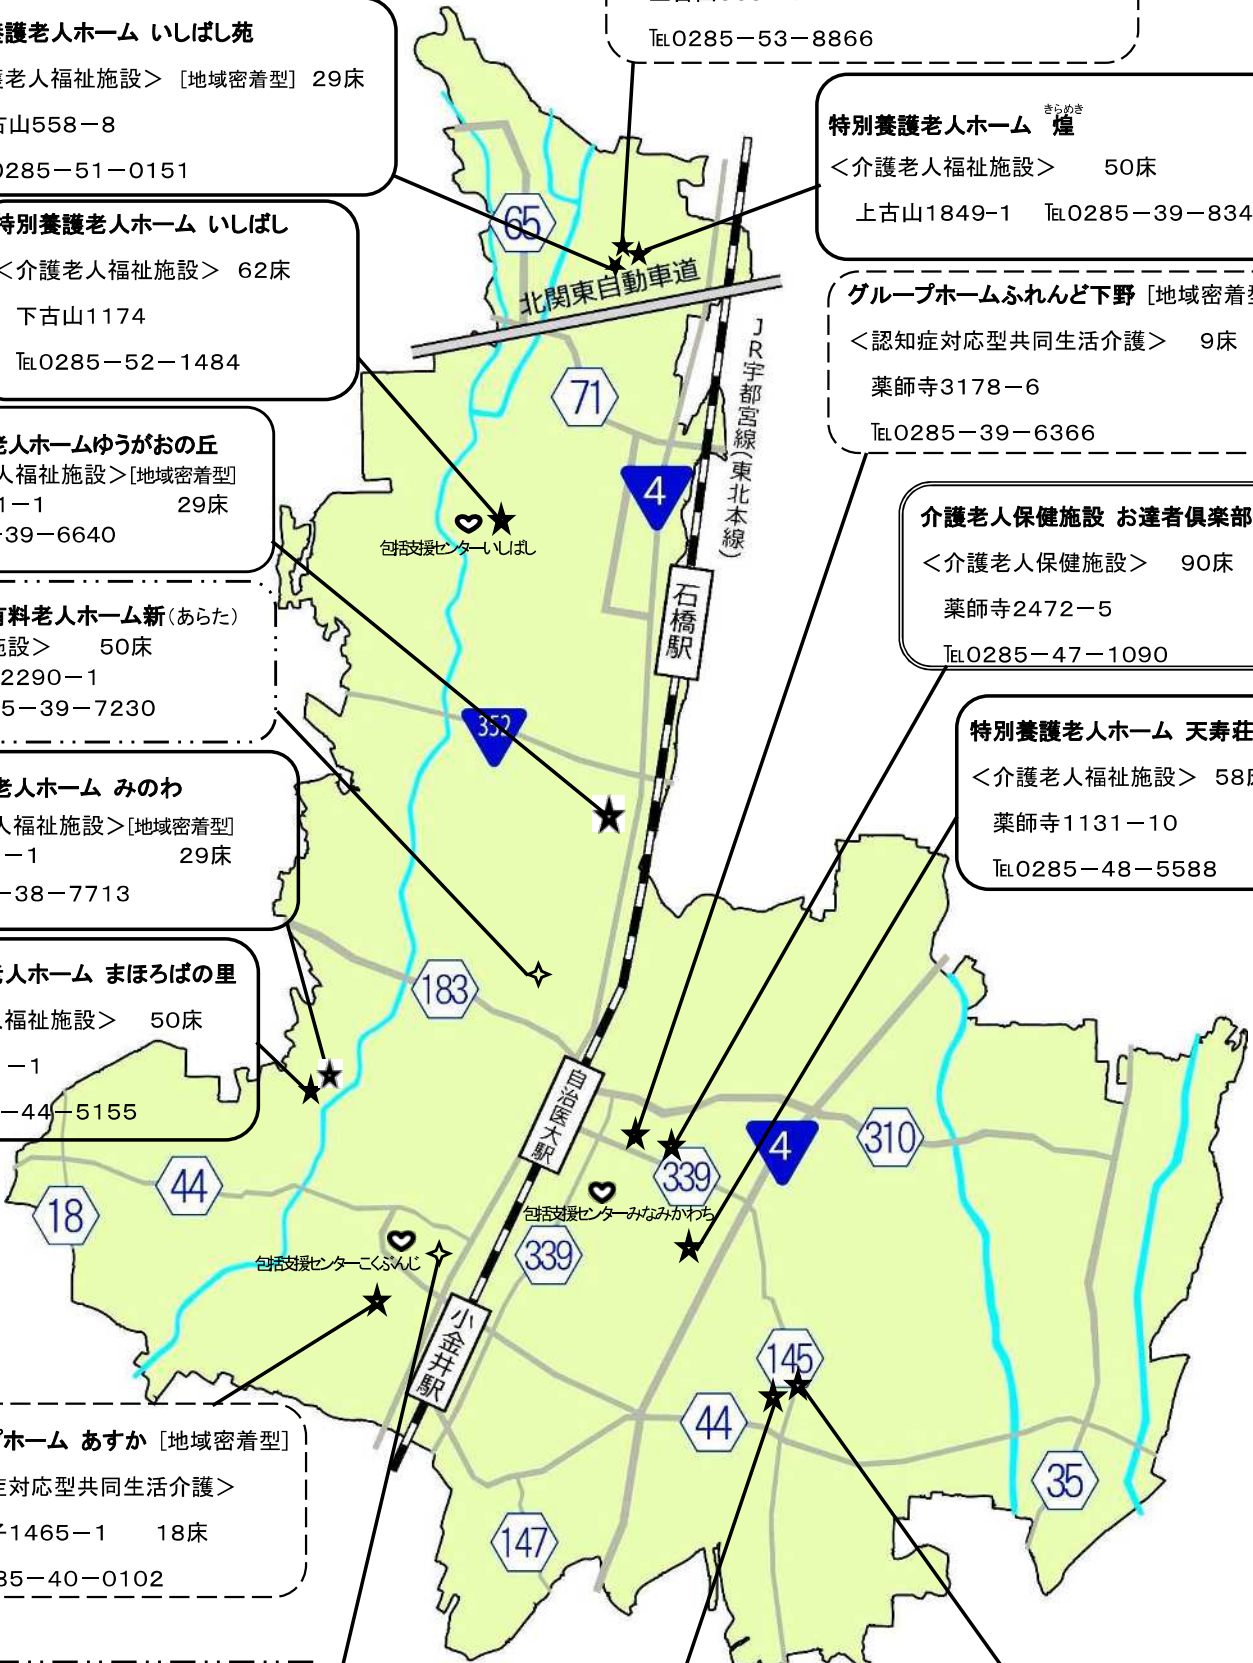 ℡0285－53－8866
養護老人ホーム いしばし苑
護老人福祉施設＞ [地域密着型] 29床
古山558－8
0285－51－0151
特別養護老人ホーム 煌
きらめき
＜介護老人福祉施設＞ 50床
上古山1849-1 ℡0285－39－834
特別養護老人ホーム いしばし
＜介護老人福祉施設＞ 62床
下古山1174
℡0285－52－1484
グループホームふれんど下野 [地域密着型
＜認知症対応型共同生活介護＞ 9床
薬師寺3178－6
℡0285－39－6366
老人ホームゆうがおの丘
人福祉施設＞[地域密着型]
1－1 29床
－39－6640
介護老人保健施設 お達者倶楽部
＜介護老人保健施設＞ 90床
薬師寺2472－5
℡0285－47－1090
有料老人ホーム新(あらた)
施設＞ 50床
2290－1
5－39－7230
特別養護老人ホーム 天寿荘
＜介護老人福祉施設＞ 58床
薬師寺1131－10
℡0285－48－5588
老人ホーム みのわ
人福祉施設＞[地域密着型]
－1 29床
－38－7713
老人ホーム まほろばの里
人福祉施設＞ 50床
－1
－44－5155
プホーム あすか [地域密着型]
症対応型共同生活介護＞
子1465－1 18床
85－40－0102
65
北関東自動車道
JR宇都宮線(東北本線)
71
4
包括支援センターいしばし
石橋駅
352
183
自治医大駅
4
310
339
44
18
包括支援センターみなみかわち
339
包括支援センターこくぶんじ
小金井駅
145
44
35
147